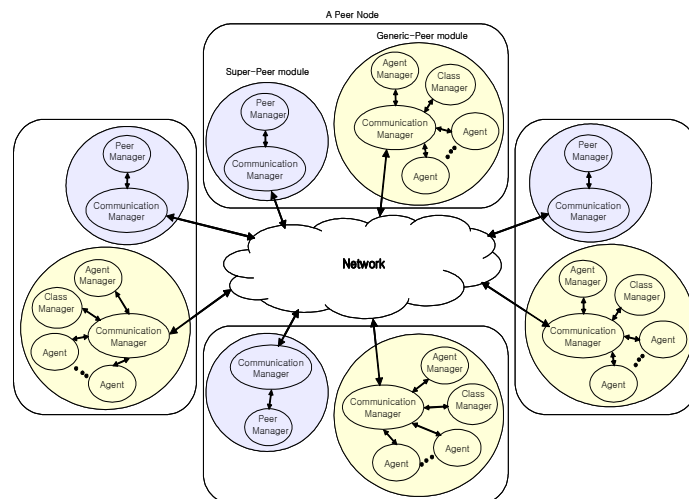 A Peer Node
Generic-Peer module
Super-Peer module
Agent
Manager
Class
Manager
Peer
Manager
Communication
Manager
Agent
Communication
Manager
Agent
Peer
Manager
Communication
Manager
Peer
Manager
Communication
Manager
Network
Agent
Manager
Class
Manager
Communication
Manager
Agent
Agent
Agent
Manager
Class
Manager
Communication
Manager
Agent
Agent
Communication
Manager
Peer
Manager
Agent
Manager
Communication
Manager
Class
Manager
Agent
Agent